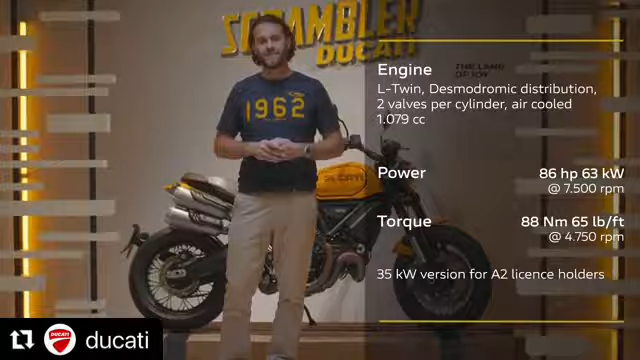 SCRAMBLER
DUCATI
THE LAND
OF JOY
1962
DUCATI
Engine
L-Twin, Desmodromic distribution,
2 valves per cylinder, air cooled
1.079 cc
Power
86 hp 63 kW
@ 7.500 rpm
Torque
88 Nm 65 lb/ft
@ 4.750 rpm
35 kW version for A2 licence holders
DUCATI
ducati